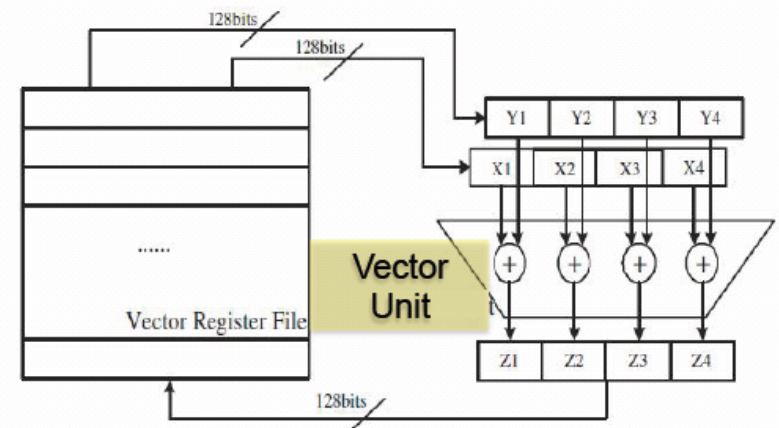 128bits
128bits
Y1 Y2 Y3 Y4
X1 X2 X3 X4
......
+ + + +
Vector
Unit
t
Vector Register File
Z1 Z2 Z3 Z4
128bits